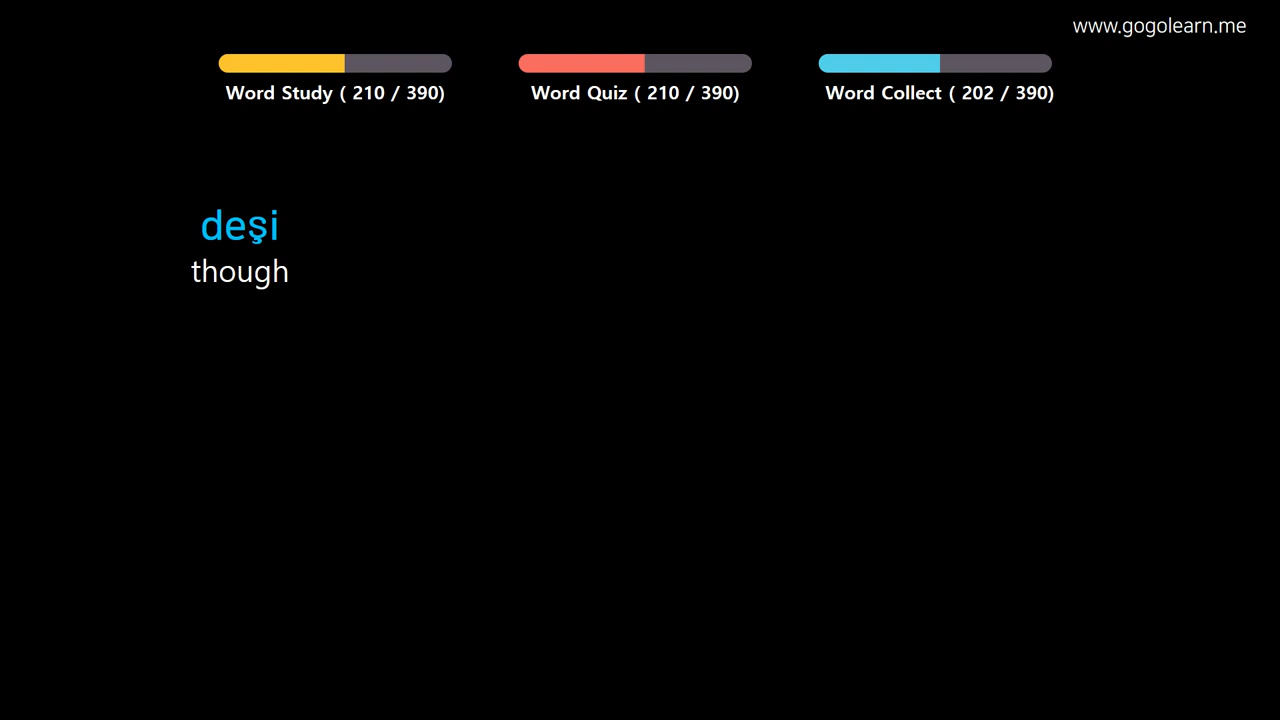 www.gogolearn.me
Word Study ( 210 / 390)
Word Quiz ( 210 / 390)
Word Collect ( 202 / 390)
deşi
though